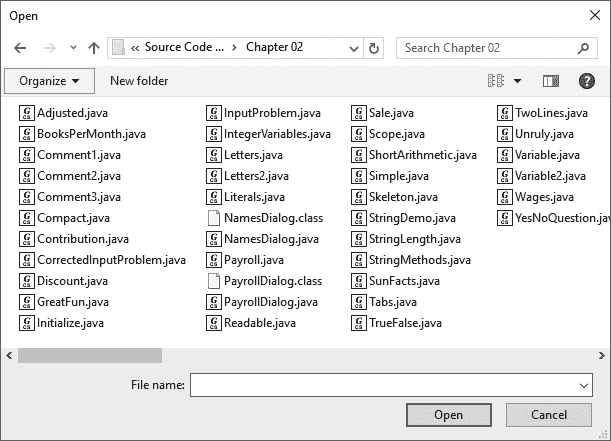 Open
« Source Code ... > Chapter 02
Search Chapter 02
Organize
New folder
Adjusted.java
BooksPerMonth.java
Comment1.java
Comment2.java
Comment3.java
Compact.java
Contribution.java
CorrectedInputProblem.java
Discount.java
GreatFun.java
Initialize.java
InputProblem.java
IntegerVariables.java
Letters.java
Letters2.java
Literals.java
NamesDialog.class
NamesDialog.java
Payroll.java
PayrollDialog.class
PayrollDialog.java
Readable.java
Sale.java
Scope.java
ShortArithmetic.java
Simple.java
Skeleton.java
StringDemo.java
StringLength.java
StringMethods.java
SunFacts.java
Tabs.java
TrueFalse.java
TwoLines.java
Unruly.java
Variable.java
Variable2.java
Wages.java
YesNoQuestion.jav
File name:
Open
Cancel